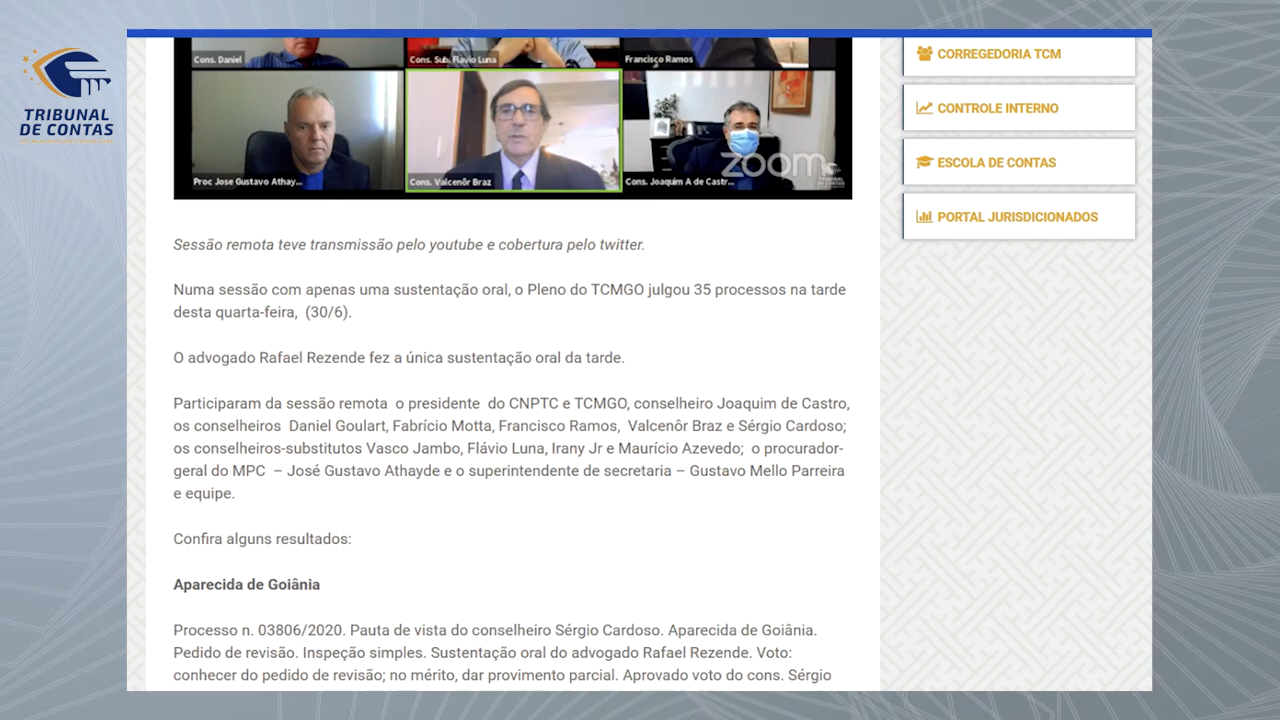 TRIBUNAL
DE CONTAS
Cons. Daniel
Cons. Sub. Flavio Luna
Francisco Ramos
Proc Jose Gustavo Athay...
Cons. Valcenôr Braz
Cons. Joaquim A de Castr...
zoom
Sessão remota teve transmissão pelo youtube e cobertura pelo twitter.
Numa sessão com apenas uma sustentação oral, o Pleno do TCMGO julgou 35 processos na tarde
desta quarta-feira, (30/6).
O advogado Rafael Rezende fez a única sustentação oral da tarde.
Participaram da sessão remota o presidente do CNPTC e TCMGO, conselheiro Joaquim de Castro,
os conselheiros Daniel Goulart, Fabrício Motta, Francisco Ramos, Valcenôr Braz e Sérgio Cardoso;
os conselheiros-substitutos Vasco Jambo, Flávio Luna, Irany Jr e Maurício Azevedo; o procurador-
geral do MPC – José Gustavo Athayde e o superintendente de secretaria – Gustavo Mello Parreira
e equipe.
Confira alguns resultados:
Aparecida de Goiânia
Processo n. 03806/2020. Pauta de vista do conselheiro Sérgio Cardoso. Aparecida de Goiânia.
Pedido de revisão. Inspeção simples. Sustentação oral do advogado Rafael Rezende. Voto:
conhecer do pedido de revisão; no mérito, dar provimento parcial. Aprovado voto do cons. Sérgio
CORREGEDORIA TCM
CONTROLE INTERNO
ESCOLA DE CONTAS
PORTAL JURISDICIONADOS